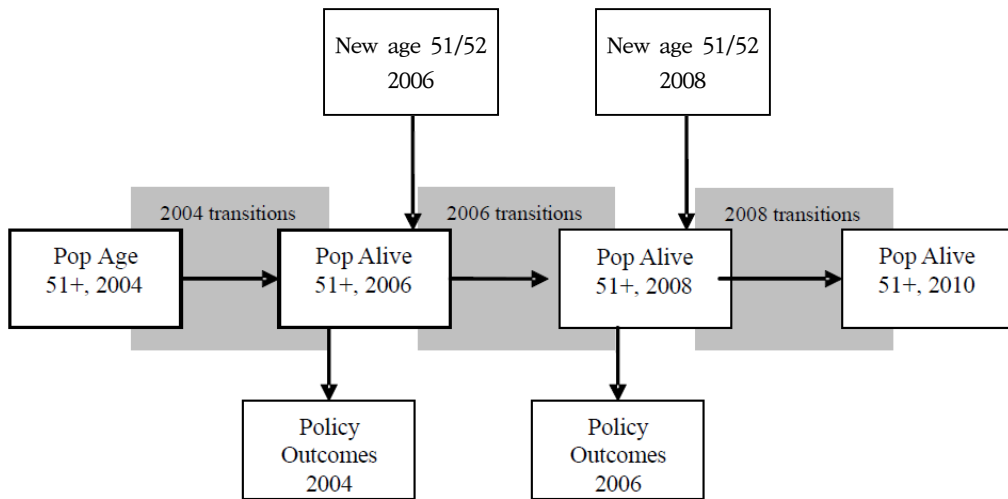 New age 51/52
2006
New age 51/52
2008
2004 transitions
2006 transitions
2008 transitions
Pop Age
51+, 2004
Pop Alive
51+, 2006
Pop Alive
51+, 2008
Pop Alive
51+, 2010
Policy
Outcomes
2004
Policy
Outcomes
2006